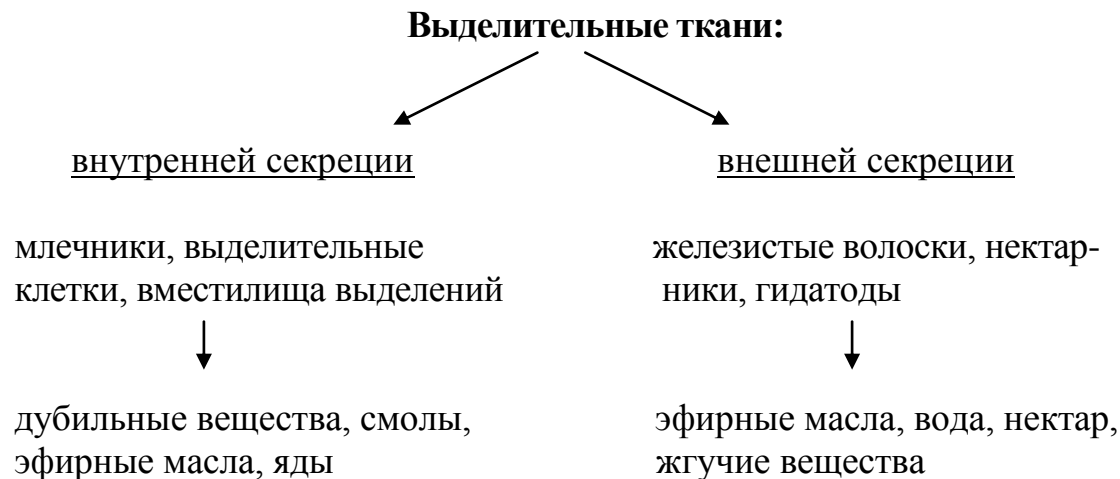 Выделительные ткани:
внутренней секреции
внешней секреции
млечники, выделительные
клетки, вместилища выделений
железистые волоски, нектар-
ники, гидатоды
дубильные вещества, смолы,
эфирные масла, яды
эфирные масла, вода, нектар,
жгучие вещества